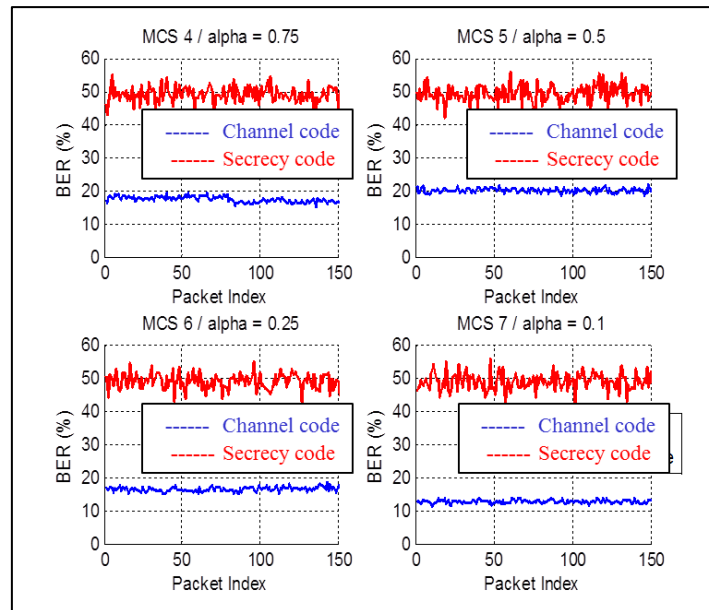 MCS 4 / alpha = 0.75
60
50
40
30
20
10
0
BER (%)
Channel code
Secrecy code
0 50 100 150
Packet Index
MCS 5 / alpha = 0.5
60
50
40
30
20
10
0
BER (%)
Channel code
Secrecy code
0 50 100 150
Packet Index
MCS 6 / alpha = 0.25
60
50
40
30
20
10
0
BER (%)
Channel code
Secrecy code
0 50 100 150
Packet Index
MCS 7 / alpha = 0.1
60
50
40
30
20
10
0
BER (%)
Channel code
Secrecy code
0 50 100 150
Packet Index